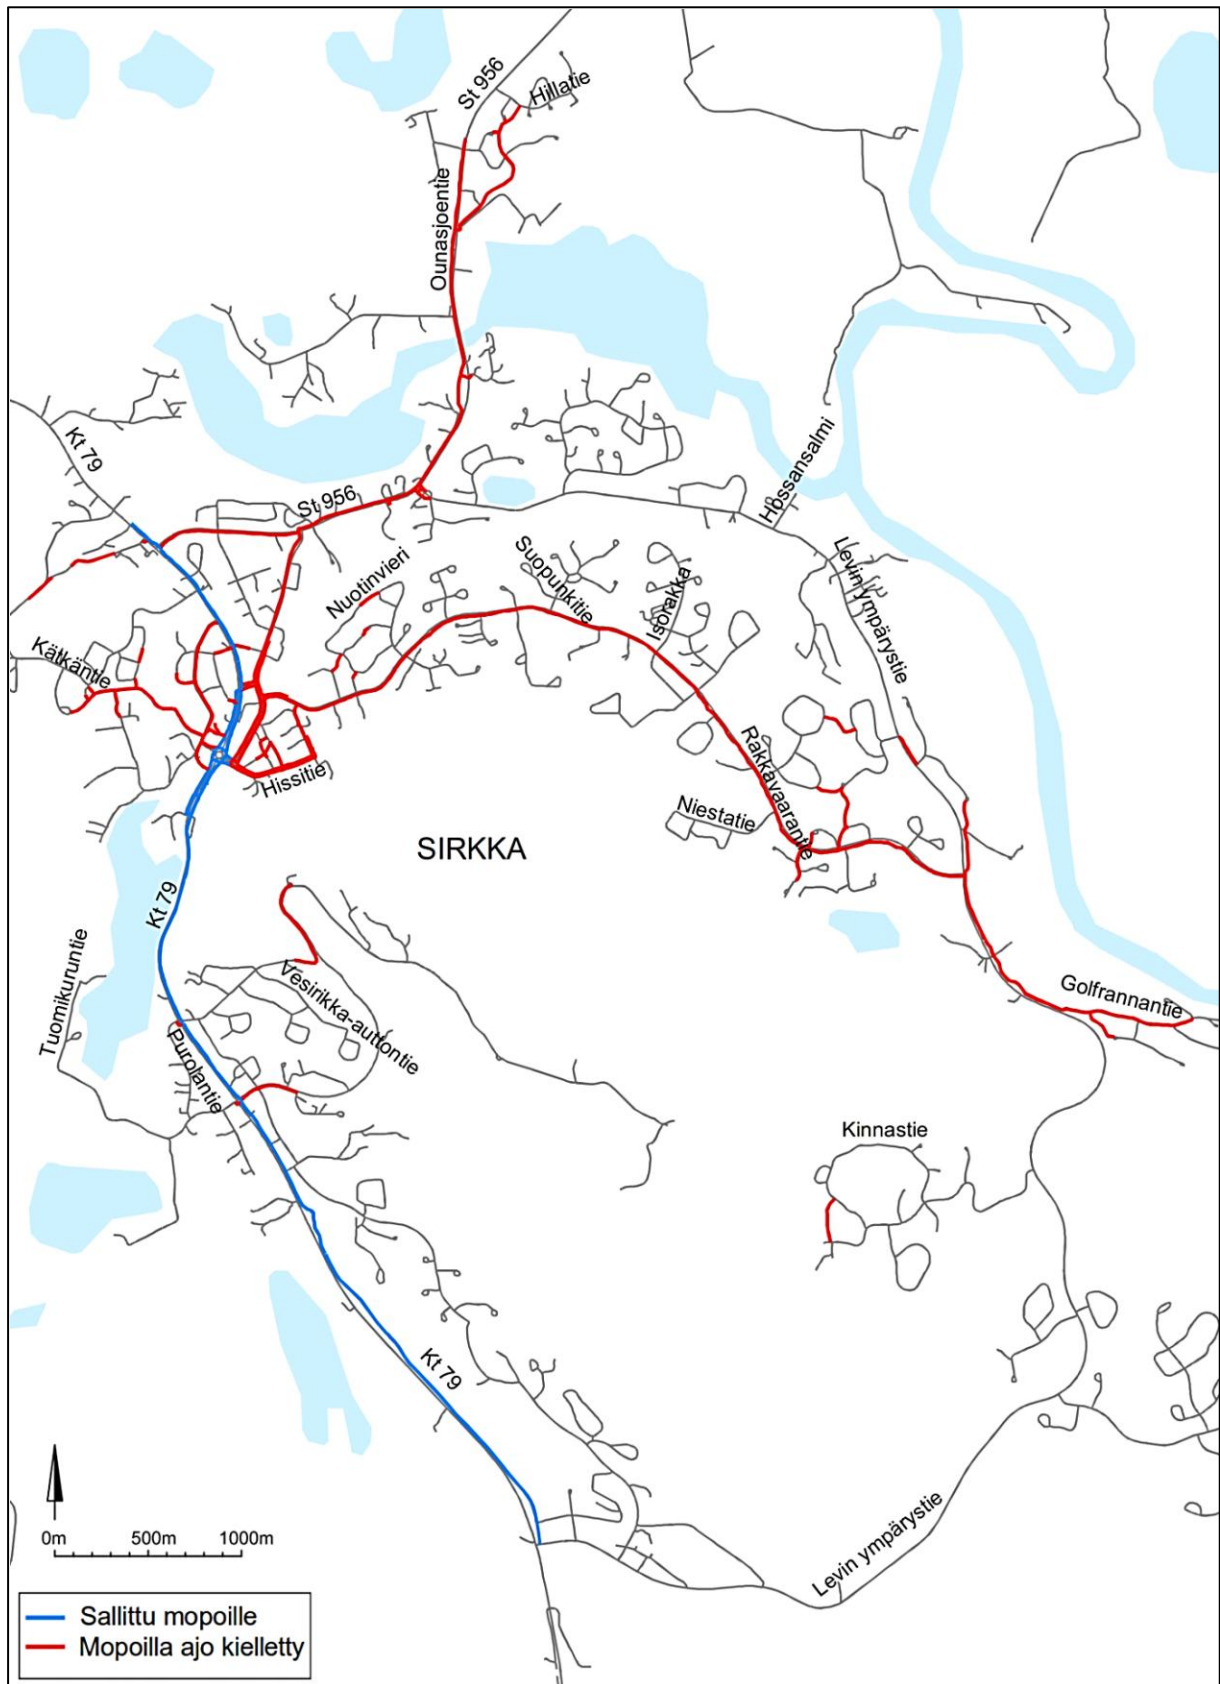 St 956
Hillatie
Ounasjoentie
Kt 79
Hossansalmi
St 956
Levin ympärystie
Nuotinvieri
Suopunkitie
Isorakka
Kätkäntie
Rakkavaarantie
Hissitie
Niestatie
SIRKKA
Kt 79
Tuomikuruntie
Vesirikka-auttontie
Golfrannantie
Purolantie
Kinnastie
Kt 79
Levin ympärystie
0m 500m 1000m
Sallittu mopoille
Mopoilla ajo kielletty